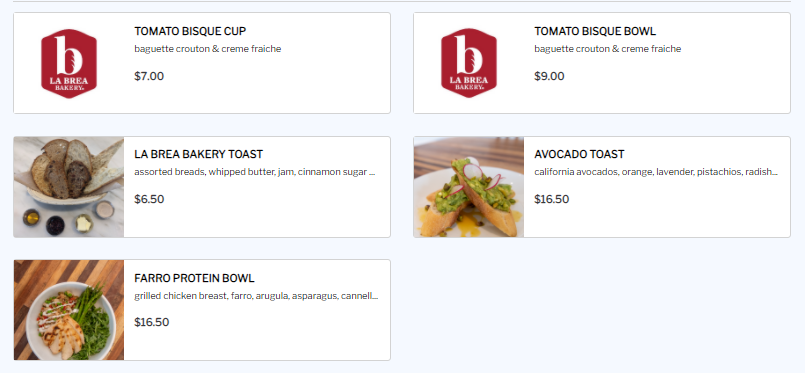 b
LA BREA
BAKERY.
TOMATO BISQUE CUP
baguette crouton & creme fraiche
$7.00
b
LA BREA
BAKERY.
TOMATO BISQUE BOWL
baguette crouton & creme fraiche
$9.00
LA BREA BAKERY TOAST
assorted breads, whipped butter, jam, cinnamon sugar ...
$6.50
AVOCADO TOAST
california avocados, orange, lavender, pistachios, radish...
$16.50
FARRO PROTEIN BOWL
grilled chicken breast, farro, arugula, asparagus, cannell...
$16.50